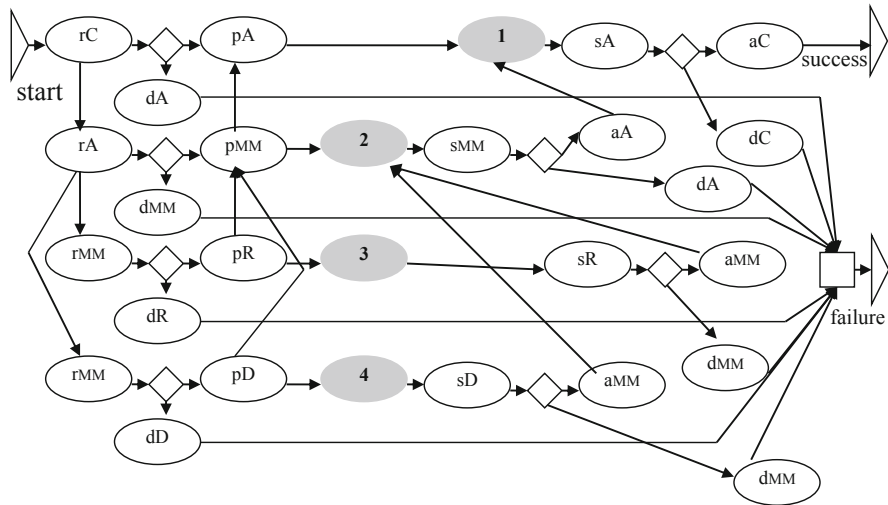 rC
pA
1
sA
aC
success
start
dA
aA
rA
pMM
2
sMM
dC
dA
dMM
rMM
pR
3
sR
aMM
dR
failure
rMM
pD
4
sD
aMM
dMM
dD
dMM